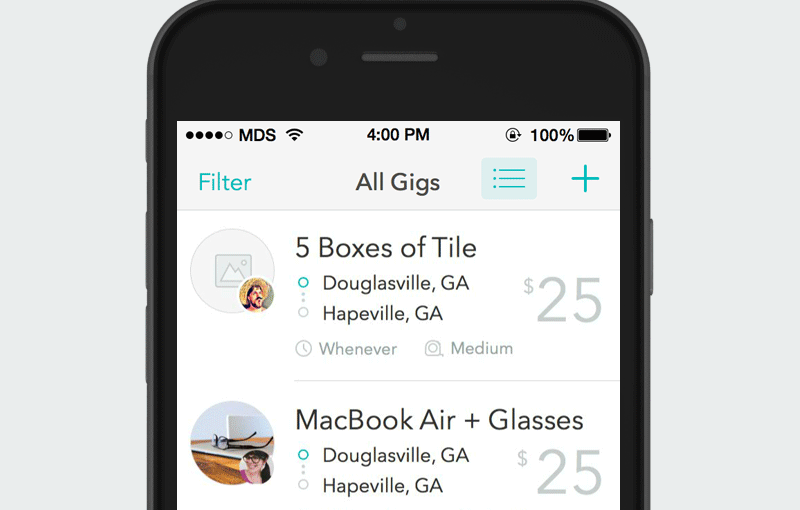 MDS 4:00 PM 100%
Filter All Gigs
5 Boxes of Tile
Douglasville, GA
Hapeville, GA
$25
Whenever Medium
MacBook Air + Glasses
Douglasville, GA
Hapeville, GA
$25